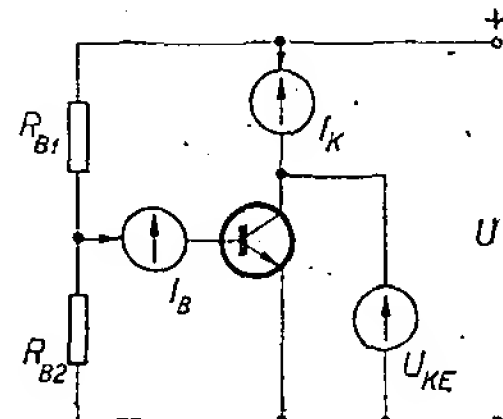 +
R_B1
I_K
U
I_B
R_B2
U_KE